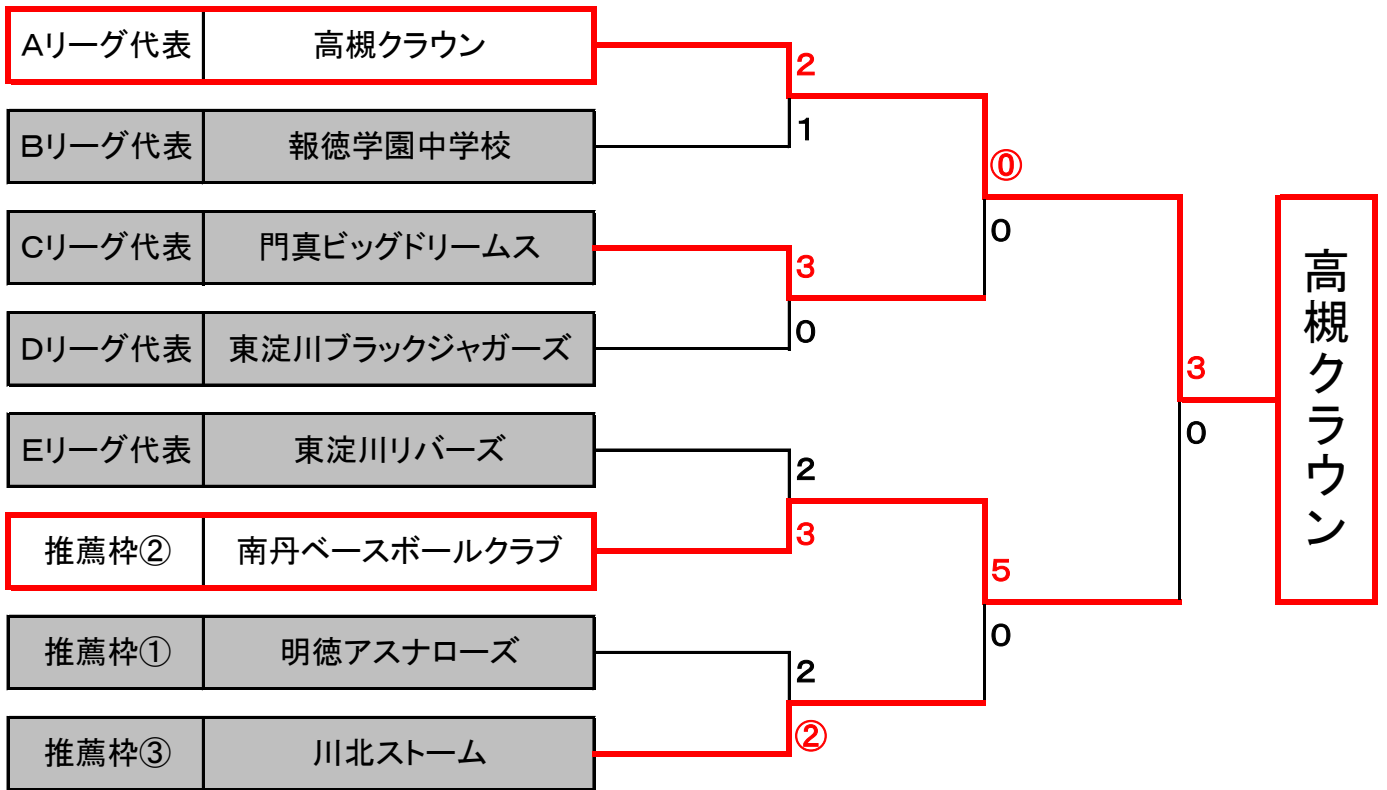 Aリーグ代表 高槻クラウン
2
1
Bリーグ代表 報徳学園中学校
⓪
0
Cリーグ代表 門真ビッグドリームス
3
0
Dリーグ代表 東淀川ブラックジャガーズ
3
0
高槻クラウン
Eリーグ代表 東淀川リバーズ
2
3
推薦枠② 南丹ベースボールクラブ
5
0
推薦枠① 明徳アスナローズ
2
②
推薦枠③ 川北ストーム